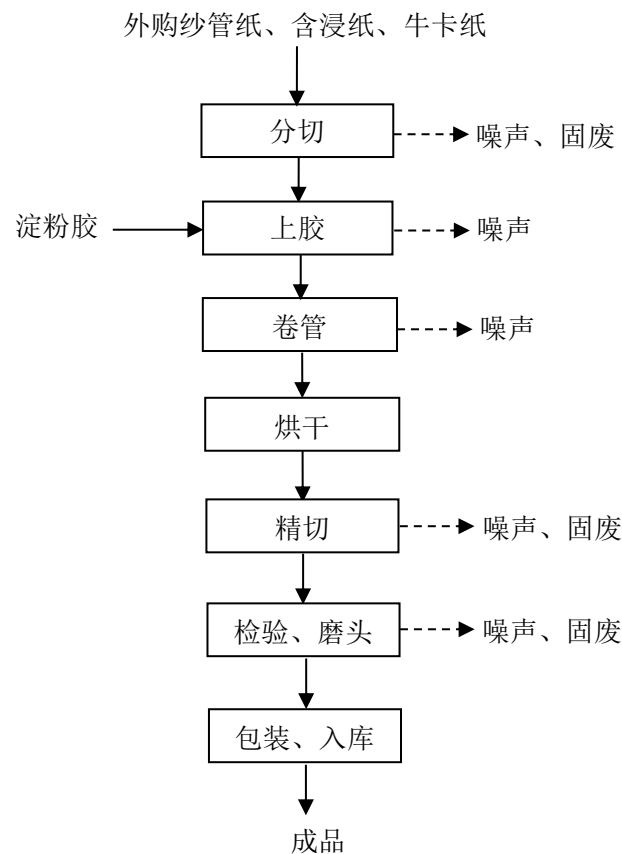 外购纱管纸、含浸纸、牛卡纸
分切
噪声、固废
淀粉胶
上胶
噪声
卷管
噪声
烘干
精切
噪声、固废
检验、磨头
噪声、固废
包装、入库
成品